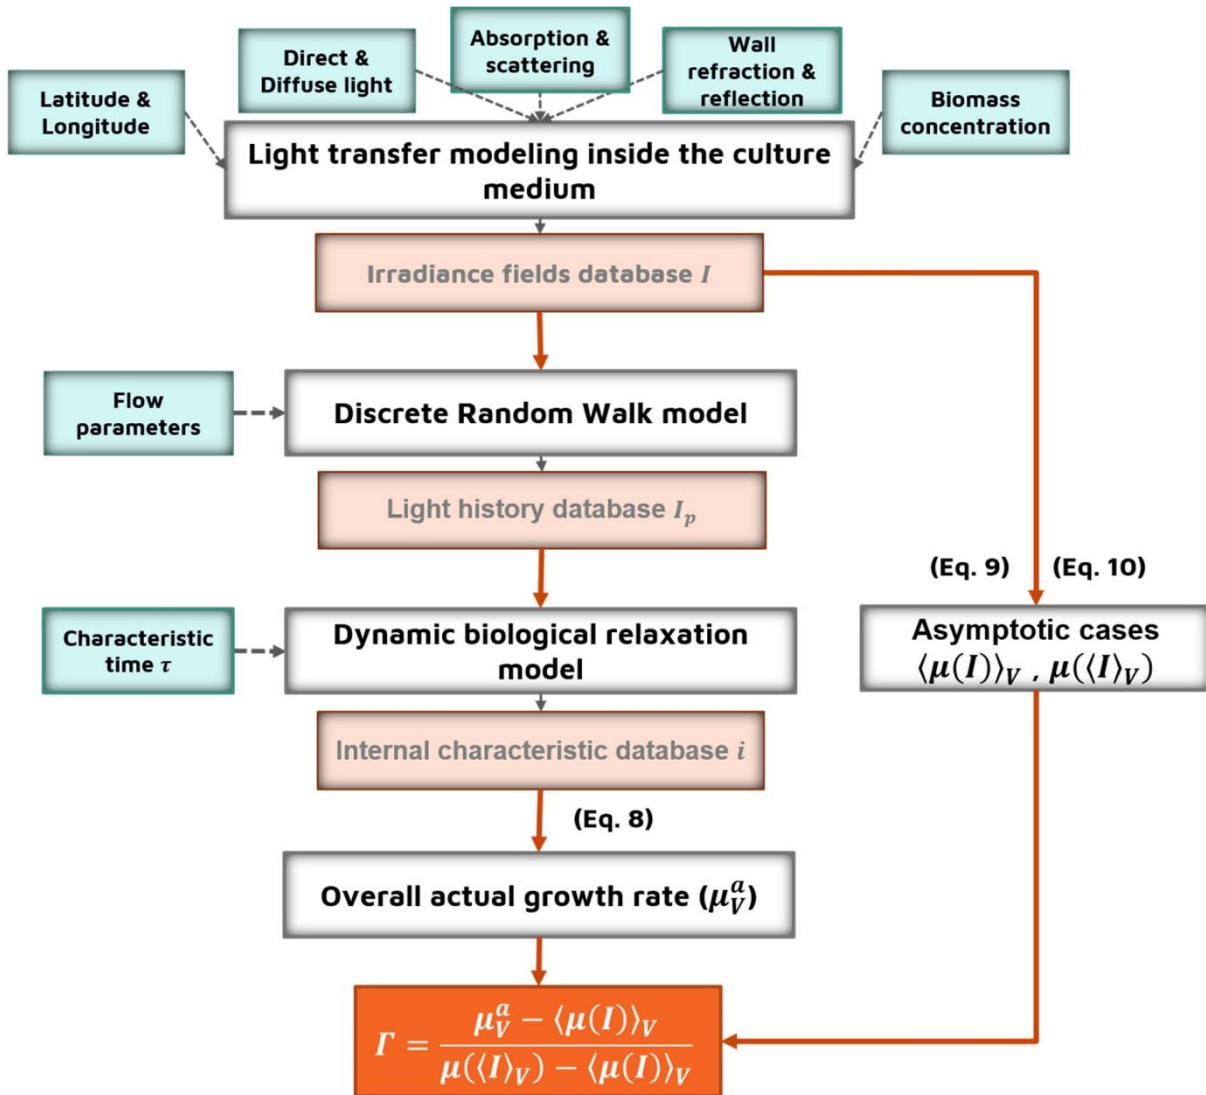 Latitude &
Longitude
Direct &
Diffuse light
Absorption &
scattering
Wall
refraction &
reflection
Biomass
concentration
Light transfer modeling inside the culture
medium
Irradiance fields database I
Flow
parameters
Discrete Random Walk model
Light history database I_p
(Eq. 9) (Eq. 10)
Characteristic
time τ
Dynamic biological relaxation
model
Asymptotic cases
⟨μ(I)⟩_V , μ(⟨I⟩_V)
Internal characteristic database i
(Eq. 8)
Overall actual growth rate (μ_V^a)
Γ = (μ_V^a − ⟨μ(I)⟩_V) / (μ(⟨I⟩_V) − ⟨μ(I)⟩_V)